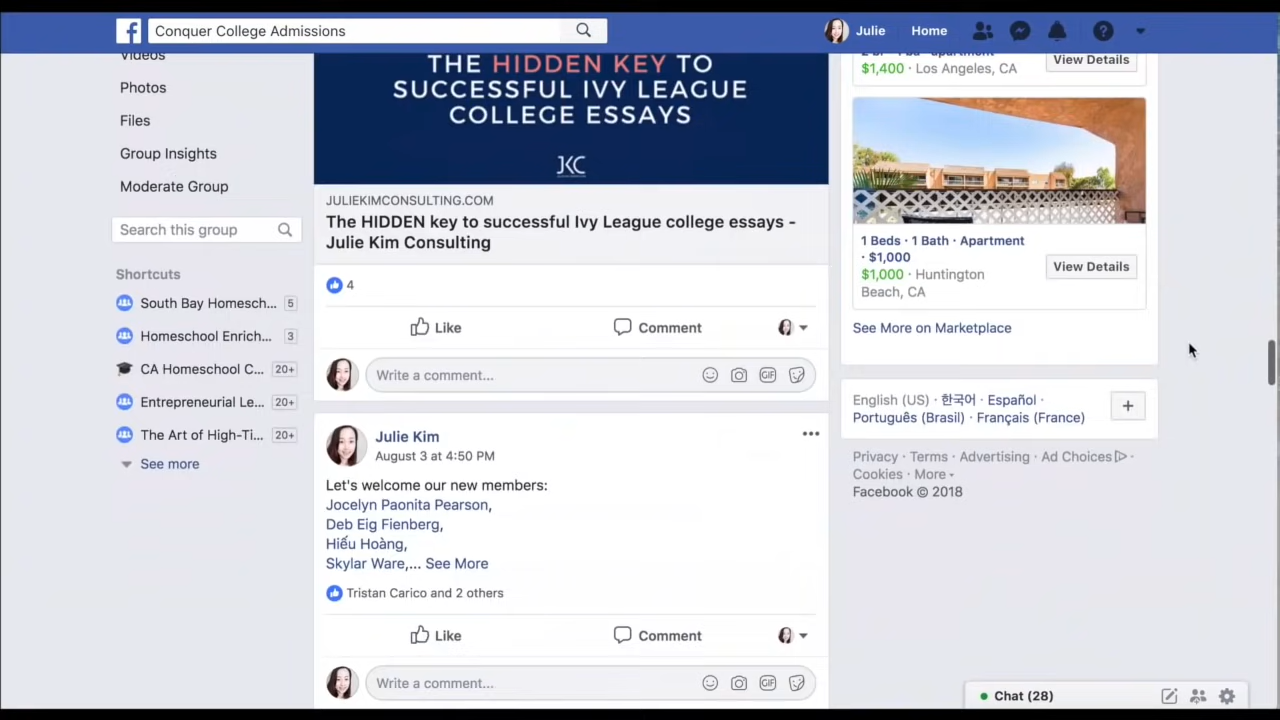 Conquer College Admissions
Julie
Home
Videos
Photos
Files
Group Insights
Moderate Group
Search this group
Shortcuts
South Bay Homesch... 5
Homeschool Enrich... 3
CA Homeschool C... 20+
Entrepreneurial Le... 20+
The Art of High-Ti... 20+
See more
THE HIDDEN KEY TO
SUCCESSFUL IVY LEAGUE
COLLEGE ESSAYS
JKC
JULIEKIMCONSULTING.COM
The HIDDEN key to successful Ivy League college essays -
Julie Kim Consulting
4
Like Comment
Write a comment... GIF
Julie Kim
August 3 at 4:50 PM
Let's welcome our new members:
Jocelyn Paonita Pearson,
Deb Eig Fienberg,
Hiếu Hoàng,
Skylar Ware,... See More
Tristan Carico and 2 others
Like Comment
Write a comment... GIF
$1,400 · Los Angeles, CA
View Details
1 Beds · 1 Bath · Apartment
· $1,000
$1,000 · Huntington
Beach, CA
View Details
See More on Marketplace
English (US) · 한국어 · Español ·
Português (Brasil) · Français (France)
Privacy · Terms · Advertising · Ad Choices ·
Cookies · More
Facebook © 2018
Chat (28)